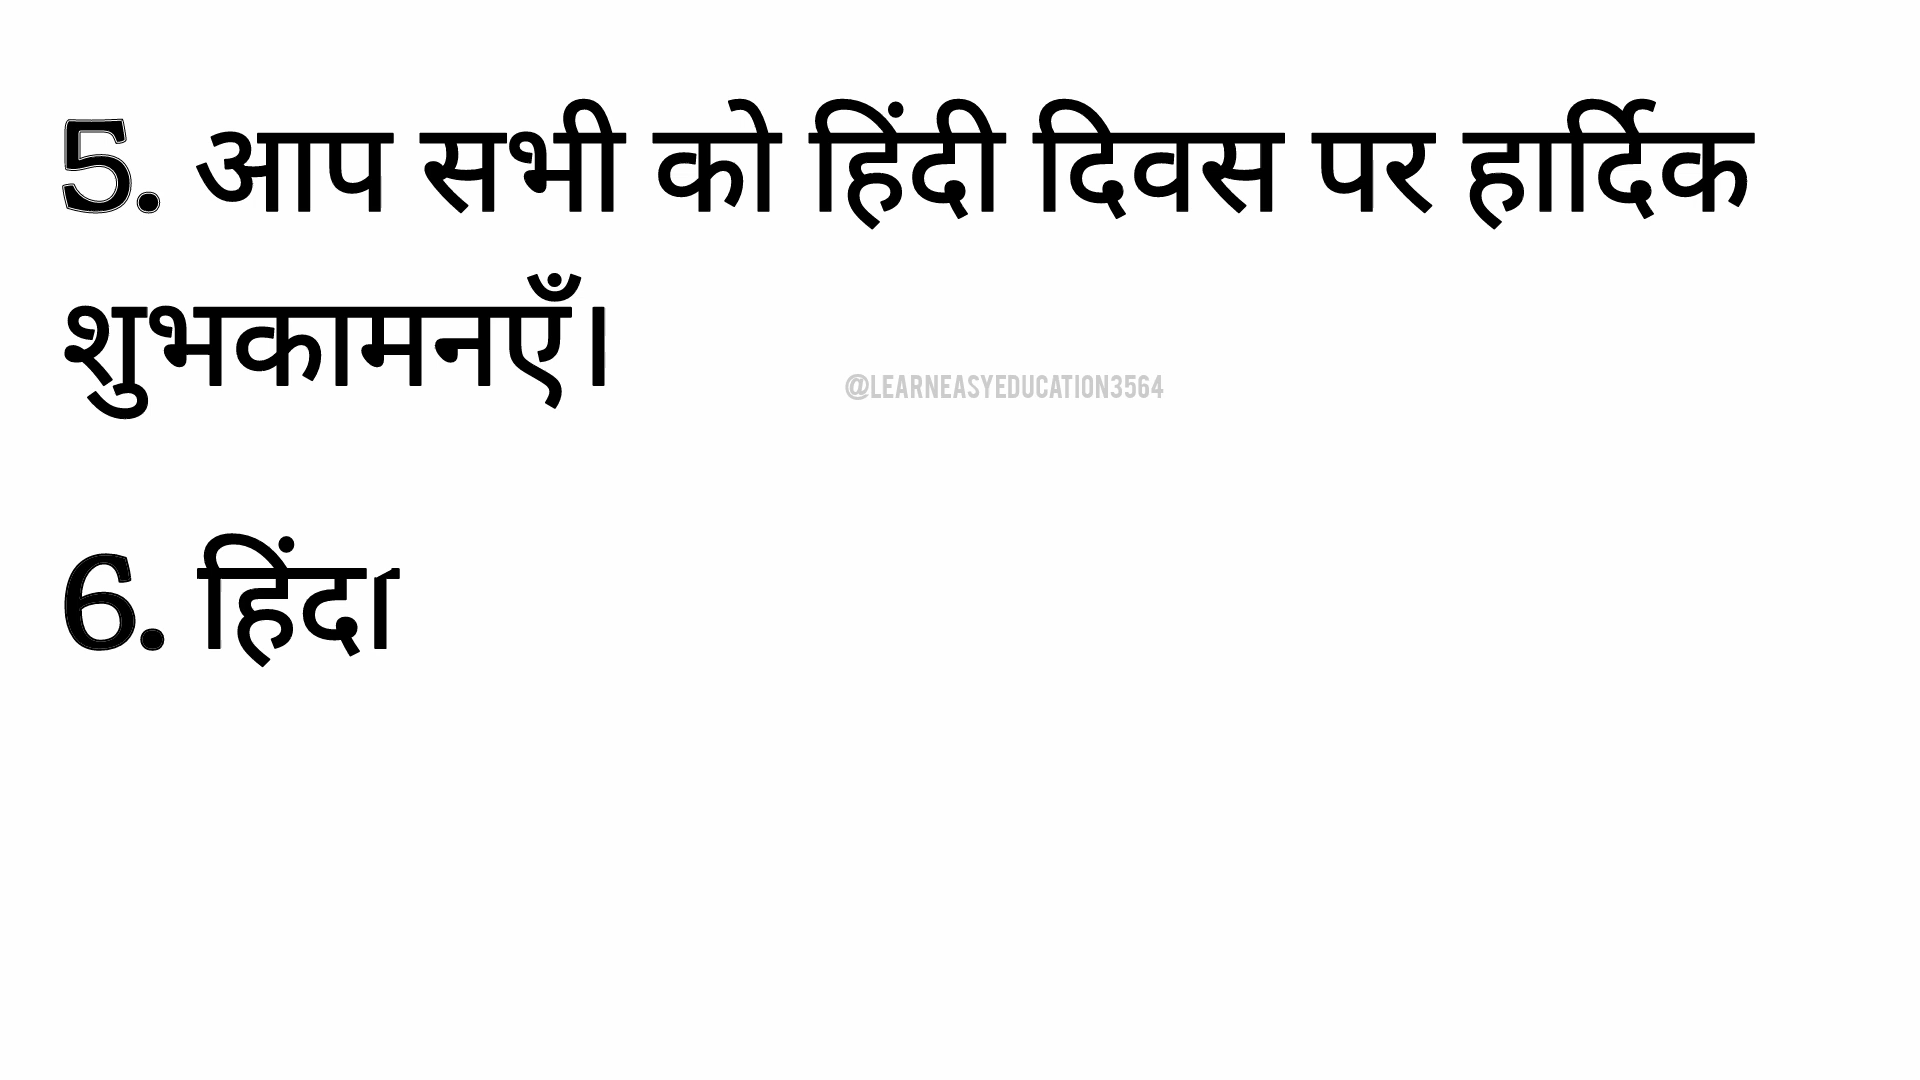 5. आप सभी को हिंदी दिवस पर हार्दिक
शुभकामनएँ।
@LEARNEASYEDUCATION3564
6. हिंदा